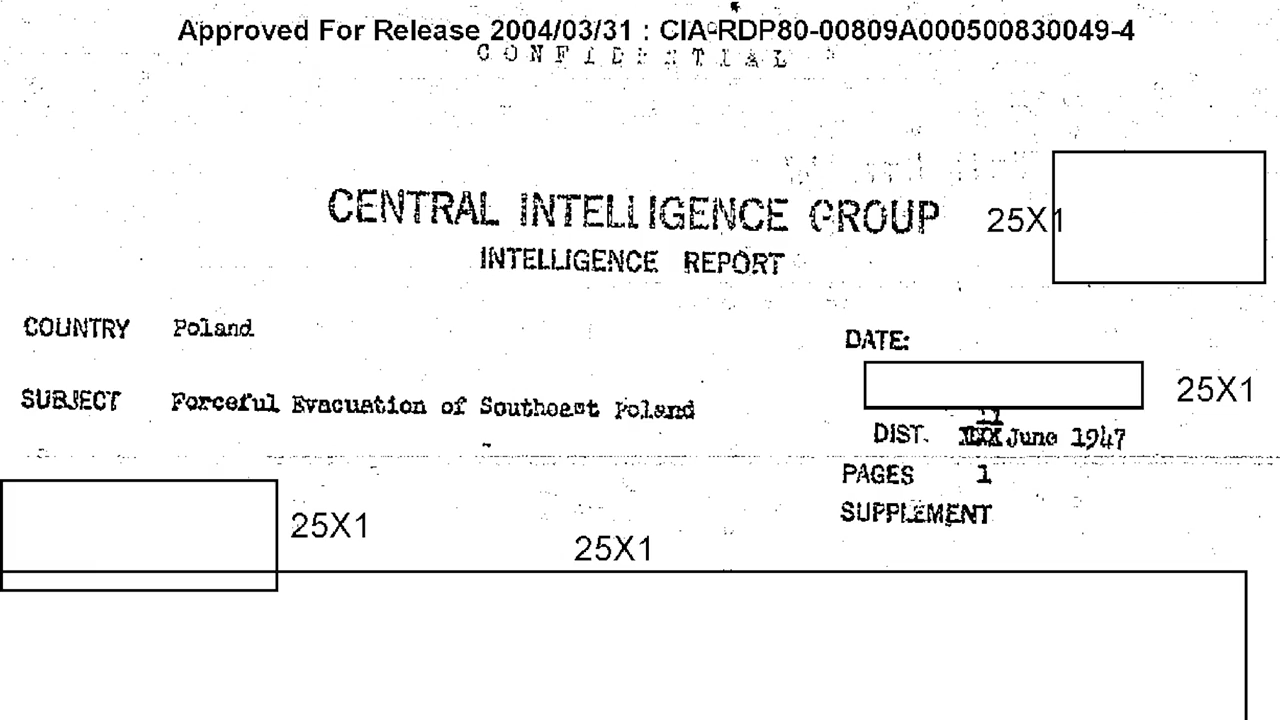 Approved For Release 2004/03/31 : CIA-RDP80-00809A000500830049-4
CONFIDENTIAL
CENTRAL INTELLIGENCE GROUP
25X1
INTELLIGENCE REPORT
COUNTRY Poland
DATE:
25X1
SUBJECT Forceful Evacuation of Southeast Poland
DIST. 11 June 1947
PAGES 1
SUPPLEMENT
25X1
25X1